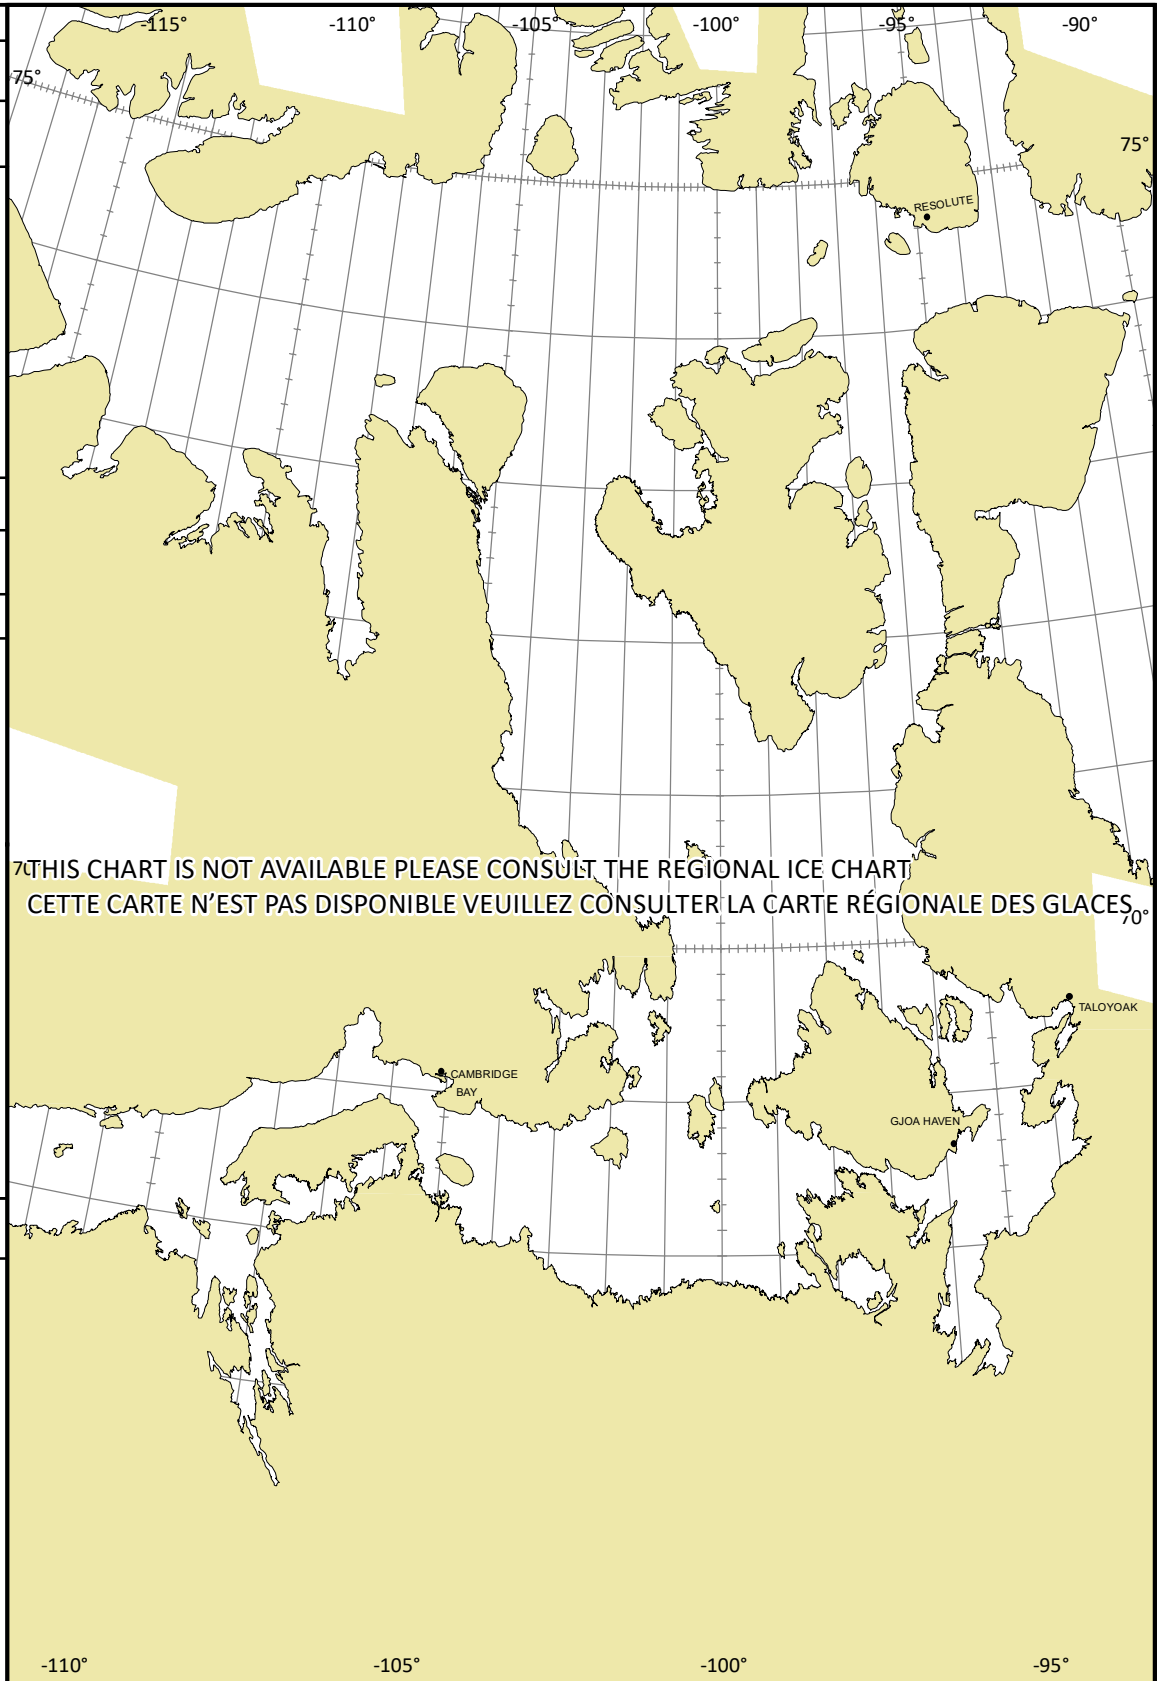 -115°
-110°
-105°
-100°
-95°
-90°
75°
75°
RESOLUTE
THIS CHART IS NOT AVAILABLE PLEASE CONSULT THE REGIONAL ICE CHART
CETTE CARTE N'EST PAS DISPONIBLE VEUILLEZ CONSULTER LA CARTE RÉGIONALE DES GLACES
70
70°
TALOYOAK
CAMBRIDGE
BAY
GJOA HAVEN
-110°
-105°
-100°
-95°